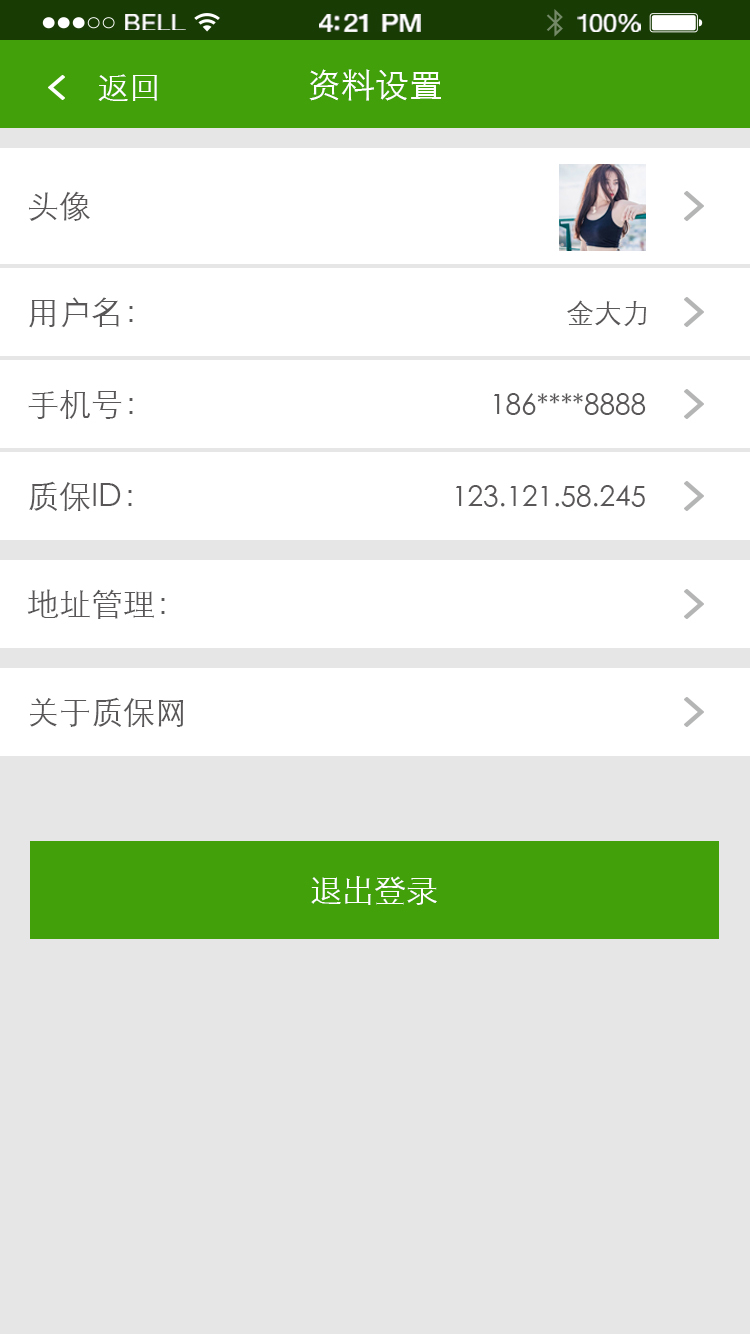 BELL 4:21 PM 100%
返回 资料设置
头像
用户名: 金大力
手机号: 186****8888
质保ID: 123.121.58.245
地址管理:
关于质保网
退出登录